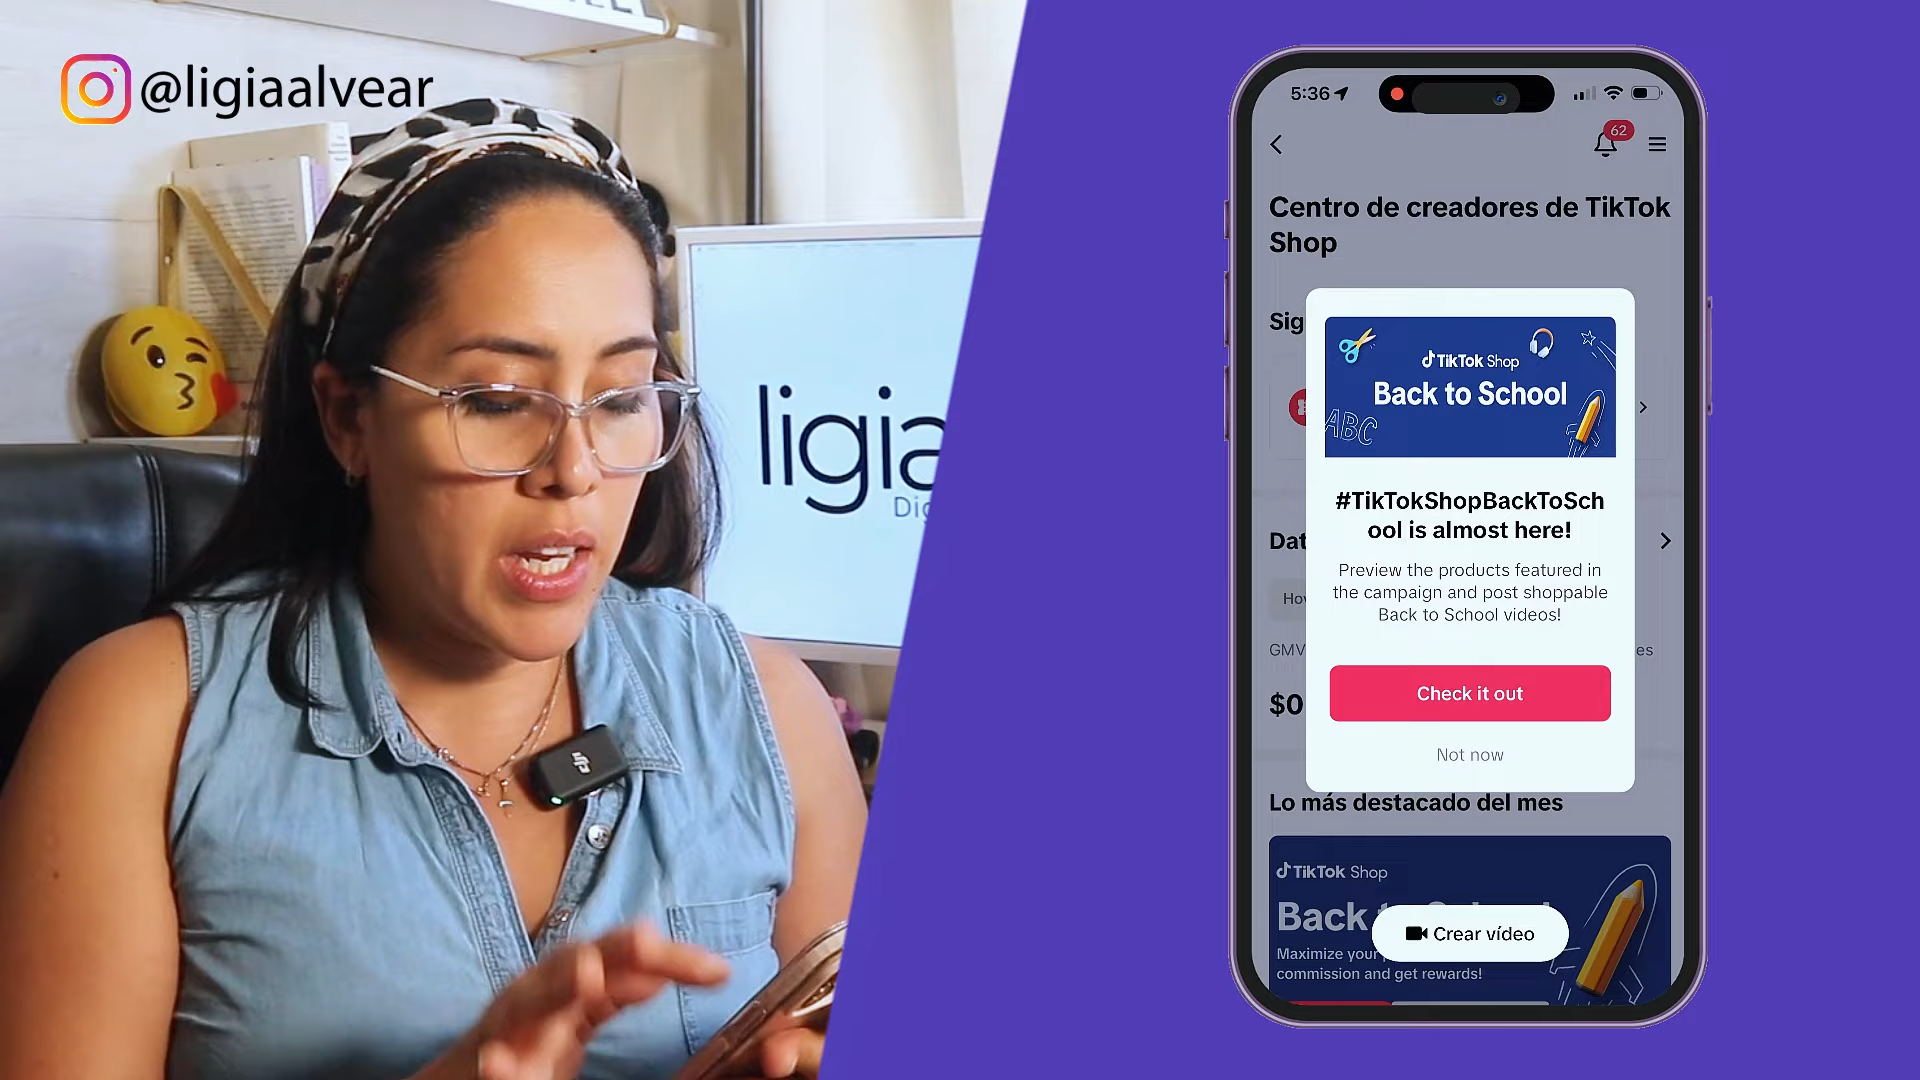 @ligiaalvear
ligia
Dig
dji
5:36
62
Centro de creadores de TikTok
Shop
Sig
TikTok Shop
Back to School
ABC
#TikTokShopBackToSch
ool is almost here!
Preview the products featured in
the campaign and post shoppable
Back to School videos!
Dat
GMV
es
$0
Check it out
Not now
Lo más destacado del mes
TikTok Shop
Back
Maximize your
commission and get rewards!
Crear vídeo